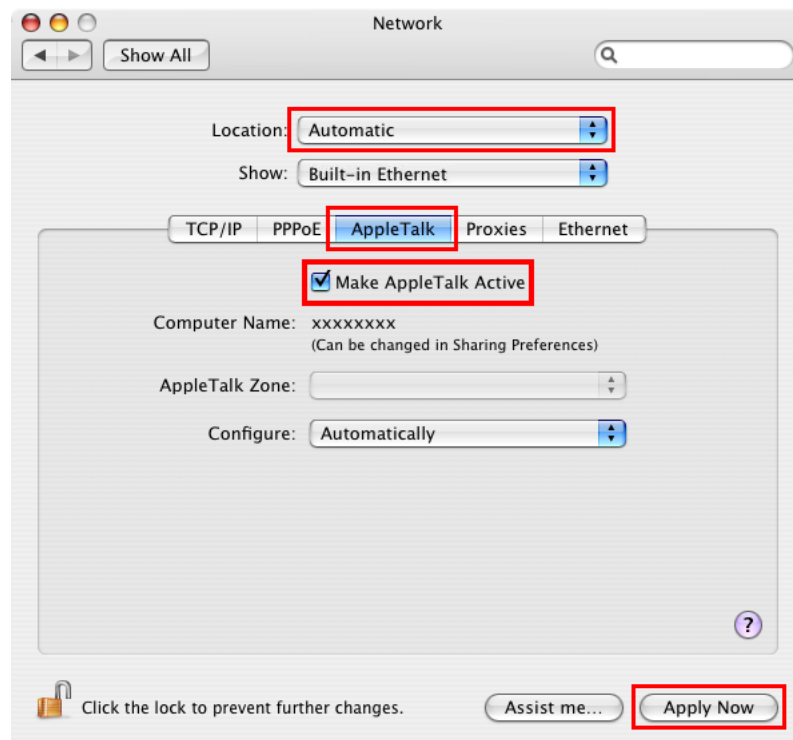 Network
Show All
Location: Automatic
Show: Built-in Ethernet
TCP/IP PPPoE AppleTalk Proxies Ethernet
Make AppleTalk Active
Computer Name: xxxxxxxx
(Can be changed in Sharing Preferences)
AppleTalk Zone:
Configure: Automatically
?
Click the lock to prevent further changes. Assist me... Apply Now